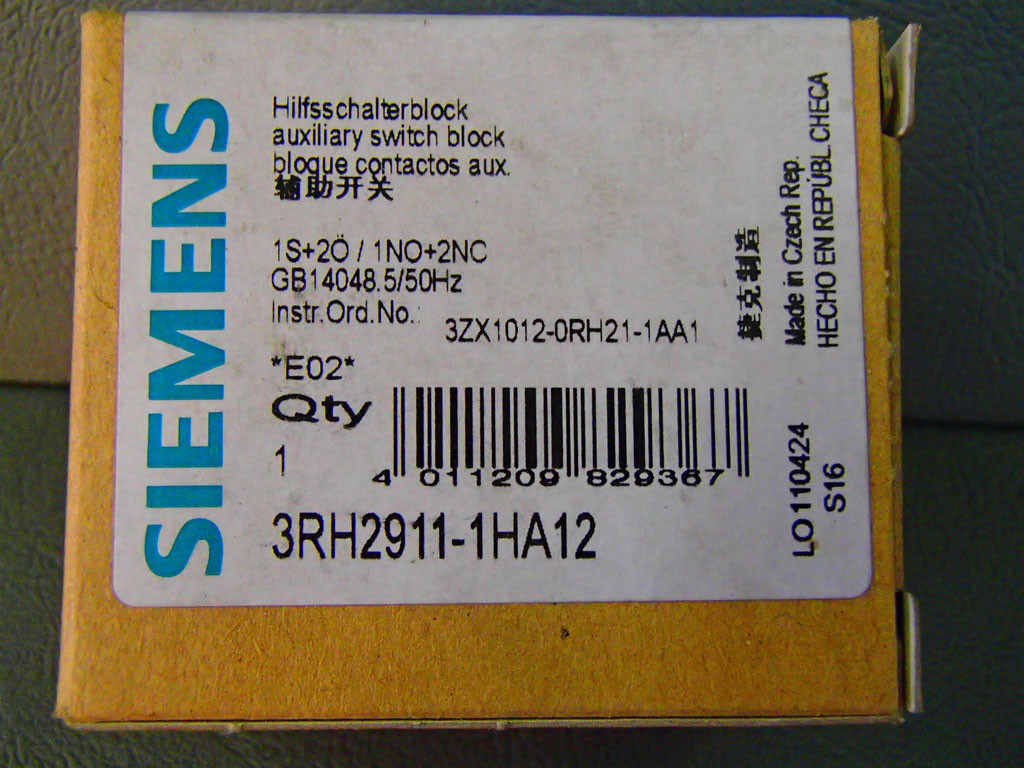 SIEMENS
Hilfsschalterblock
auxiliary switch block
bloque contactos aux.
辅助开关
1S+2Ö / 1NO+2NC
GB14048.5/50Hz
Instr.Ord.No.: 3ZX1012-0RH21-1AA1
*E02*
Qty
1
4 011209 829367
3RH2911-1HA12
捷克制造
Made in Czech Rep.
HECHO EN REPÚBL.CHECA
LO110424
S16